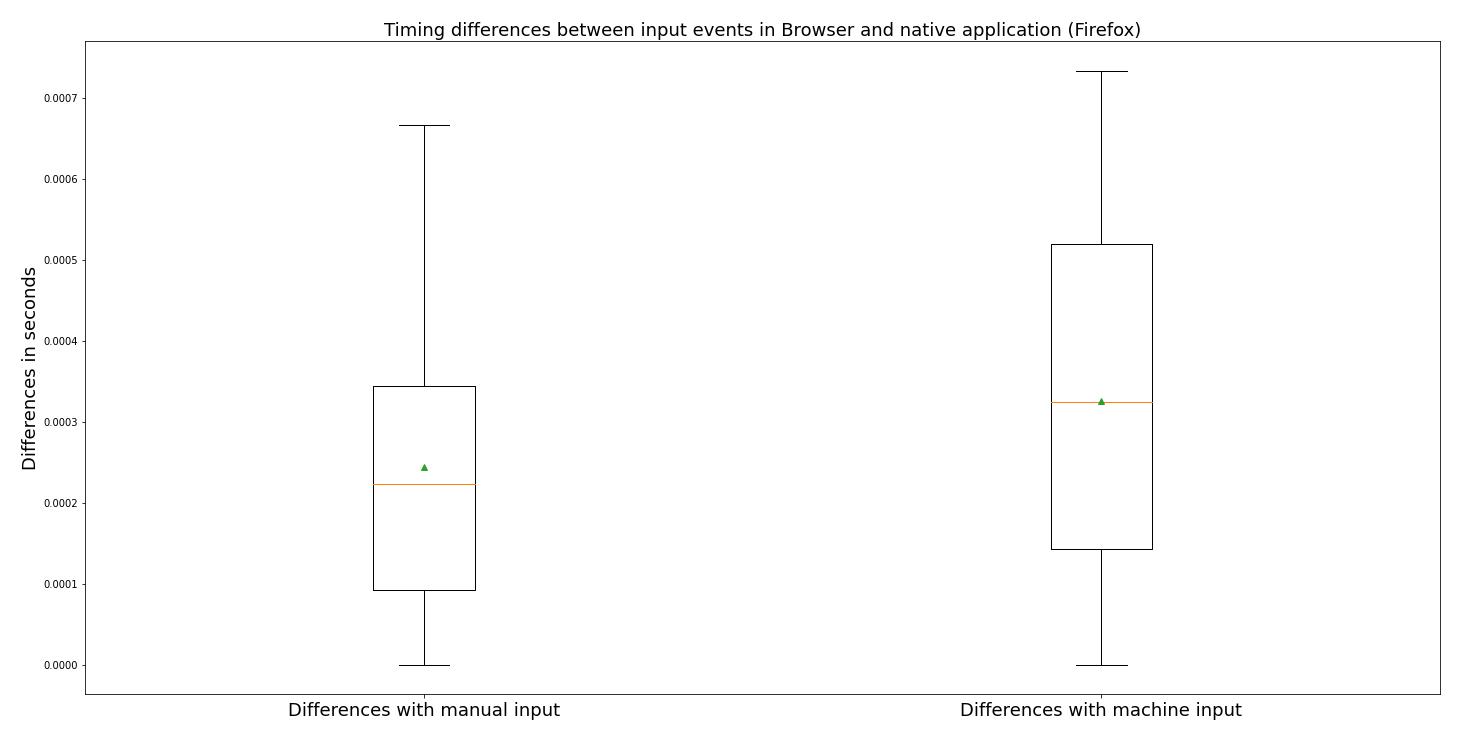 Timing differences between input events in Browser and native application (Firefox)
Differences in seconds
0.0007
0.0006
0.0005
0.0004
0.0003
0.0002
0.0001
0.0000
Differences with manual input
Differences with machine input